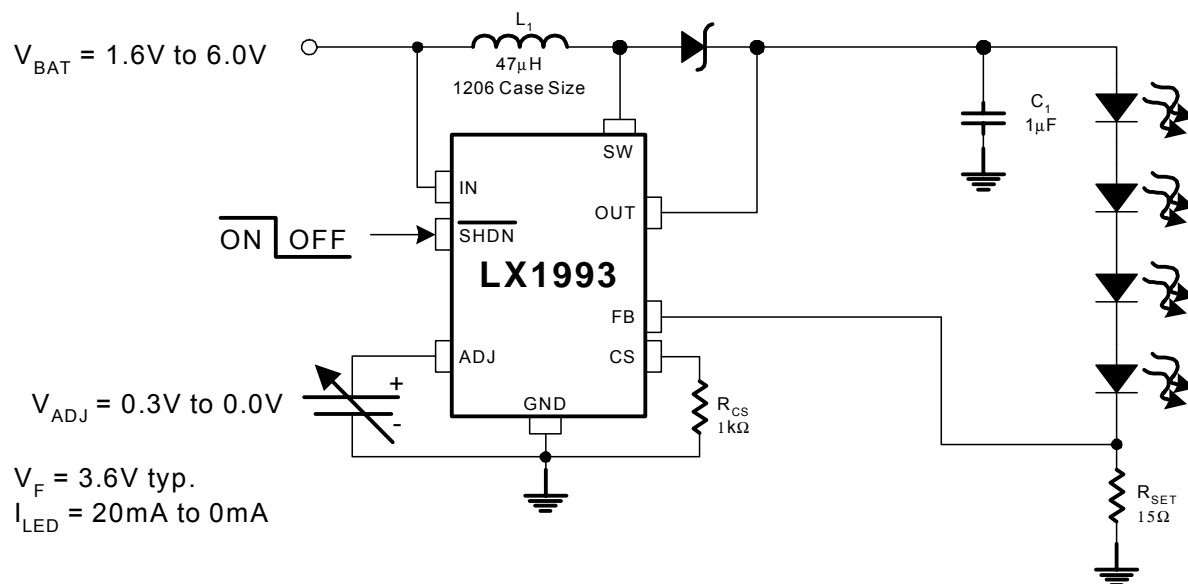 L₁
V_BAT = 1.6V to 6.0V
47μH
1206 Case Size
C₁
1μF
SW
IN
OUT
ON OFF
SHDN
LX1993
FB
ADJ
CS
+
V_ADJ = 0.3V to 0.0V
-
GND
R_CS
1kΩ
V_F = 3.6V typ.
I_LED = 20mA to 0mA
R_SET
15Ω